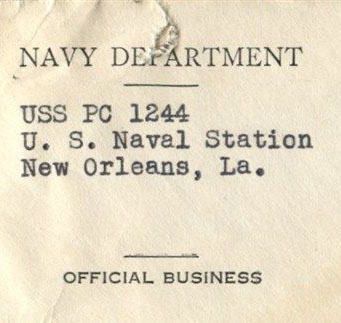 NAVY DEPARTMENT
USS PC 1244
U. S. Naval Station
New Orleans, La.
OFFICIAL BUSINESS